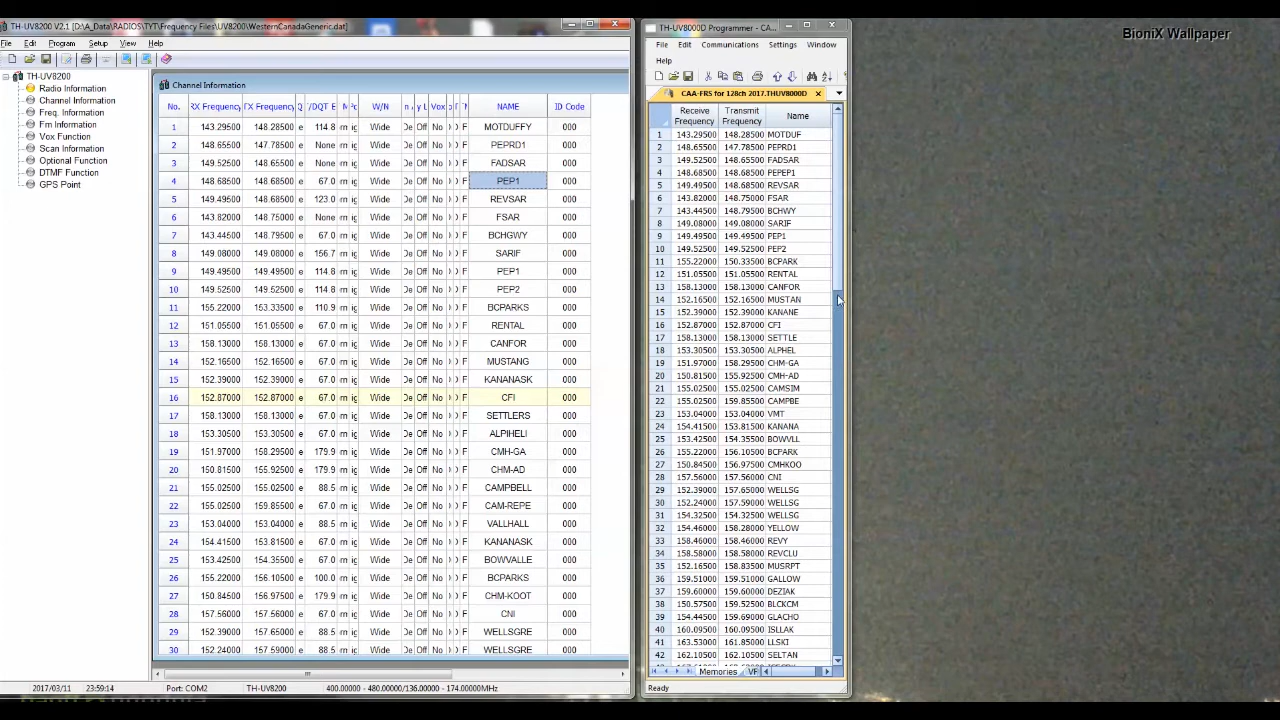 TH-UV8200 V2.1 [D:\A_Data\RADIOS\TYT\Frequency Files\UV8200\WesternCanadaGeneric.dat]
File Edit Program Setup View Help
TH-UV8200
Radio Information
Channel Information
Freq. Information
Fm Information
Vox Function
Scan Information
Optional Function
DTMF Function
GPS Point
Channel Information
No. RX Frequency TX Frequency Q /DQT E M W/N Vox NAME ID Code
1 143.29500 148.28500 e 114.8 Wide Off No F MOTDUFFY 000
2 148.65500 147.78500 e None Wide Off No F PEPRD1 000
3 149.52500 148.65500 e None Wide Off No F FADSAR 000
4 148.68500 148.68500 e 67.0 Wide Off No F PEP1 000
5 149.49500 148.68500 e 123.0 Wide Off No F REVSAR 000
6 143.82000 148.75000 e None Wide Off No F FSAR 000
7 143.44500 148.79500 e 67.0 Wide Off No F BCHGWY 000
8 149.08000 149.08000 e 156.7 Wide Off No F SARIF 000
9 149.49500 149.49500 e 114.8 Wide Off No F PEP1 000
10 149.52500 149.52500 e 114.8 Wide Off No F PEP2 000
11 155.22000 153.33500 e 110.9 Wide Off No F BCPARKS 000
12 151.05500 151.05500 e 67.0 Wide Off No F RENTAL 000
13 158.13000 158.13000 e 67.0 Wide Off No F CANFOR 000
14 152.16500 152.16500 e 67.0 Wide Off No F MUSTANG 000
15 152.39000 152.39000 e 67.0 Wide Off No F KANANASK 000
16 152.87000 152.87000 e 67.0 Wide Off No F CFI 000
17 158.13000 158.13000 e 67.0 Wide Off No F SETTLERS 000
18 153.30500 153.30500 e 67.0 Wide Off No F ALPIHELI 000
19 151.97000 158.29500 e 179.9 Wide Off No F CMH-GA 000
20 150.81500 155.92500 e 179.9 Wide Off No F CHM-AD 000
21 155.02500 155.02500 e 88.5 Wide Off No F CAMPBELL 000
22 155.02500 159.85500 e 88.5 Wide Off No F CAM-REPE 000
23 153.04000 153.04000 e 88.5 Wide Off No F VALLHALL 000
24 154.41500 153.81500 e 67.0 Wide Off No F KANANASK 000
25 153.42500 154.35500 e 67.0 Wide Off No F BOWVALLE 000
26 155.22000 156.10500 e 100.0 Wide Off No F BCPARKS 000
27 150.84500 156.97500 e 179.9 Wide Off No F CHM-KOOT 000
28 157.56000 157.56000 e 67.0 Wide Off No F CNI 000
29 152.39000 157.65000 e 88.5 Wide Off No F WELLSGRE 000
30 152.24000 157.59000 e 88.5 Wide Off No F WELLSGRE 000
2017/03/11 23:59:14 Port: COM2 TH-UV8200 400.00000 - 480.00000/136.00000 - 174.00000MHz
TH-UV8000D Programmer - CA...
File Edit Communications Settings Window
Help
CAA-FRS for 128ch 2017.THUV8000D x
Receive Frequency Transmit Frequency Name
1 143.29500 148.28500 MOTDUF
2 148.65500 147.78500 PEPRD1
3 149.52500 148.65500 FADSAR
4 148.68500 148.68500 PEPEP1
5 149.49500 148.68500 REVSAR
6 143.82000 148.75000 FSAR
7 143.44500 148.79500 BCHWY
8 149.08000 149.08000 SARIF
9 149.49500 149.49500 PEP1
10 149.52500 149.52500 PEP2
11 155.22000 150.33500 BCPARK
12 151.05500 151.05500 RENTAL
13 158.13000 158.13000 CANFOR
14 152.16500 152.16500 MUSTAN
15 152.39000 152.39000 KANANE
16 152.87000 152.87000 CFI
17 158.13000 158.13000 SETTLE
18 153.30500 153.30500 ALPHEL
19 151.97000 158.29500 CHM-GA
20 150.81500 155.92500 CMH-AD
21 155.02500 155.02500 CAMSIM
22 155.02500 159.85500 CAMPBE
23 153.04000 153.04000 VMT
24 154.41500 153.81500 KANANA
25 153.42500 154.35500 BOWVLL
26 155.22000 156.10500 BCPARK
27 150.84500 156.97500 CMHKOO
28 157.56000 157.56000 CNI
29 152.39000 157.65000 WELLSG
30 152.24000 157.59000 WELLSG
31 154.32500 154.32500 WELLSG
32 154.46000 158.28000 YELLOW
33 158.46000 158.46000 REVY
34 158.58000 158.58000 REVCLU
35 152.16500 158.83500 MUSRPT
36 159.51000 159.51000 GALLOW
37 159.60000 159.60000 DEZIAK
38 150.57500 159.52500 BLCKCM
39 154.44500 159.69000 GLACHO
40 160.09500 160.09500 ISLLAK
41 163.53000 161.85000 LLSKI
42 162.10500 162.10500 SELTAN
Memories VF
Ready
BioniX Wallpaper